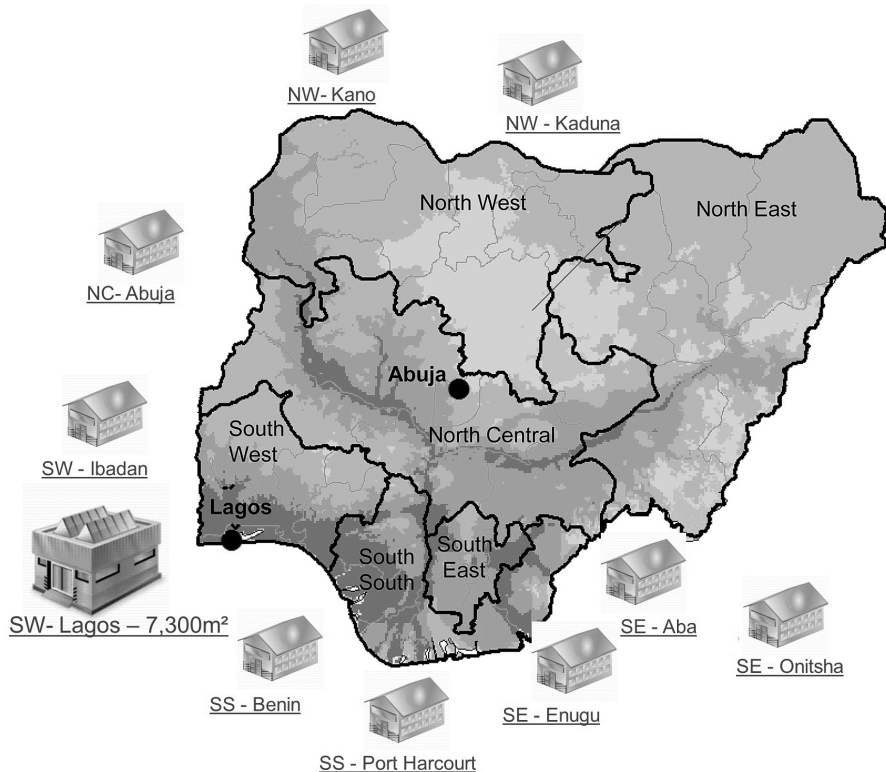 NW- Kano
NW - Kaduna
North West
North East
NC- Abuja
Abuja
SW - Ibadan
South
West
North Central
Lagos
South
South
South
East
SW- Lagos – 7,300m²
SE - Aba
SE - Onitsha
SS - Benin
SE - Enugu
SS - Port Harcourt